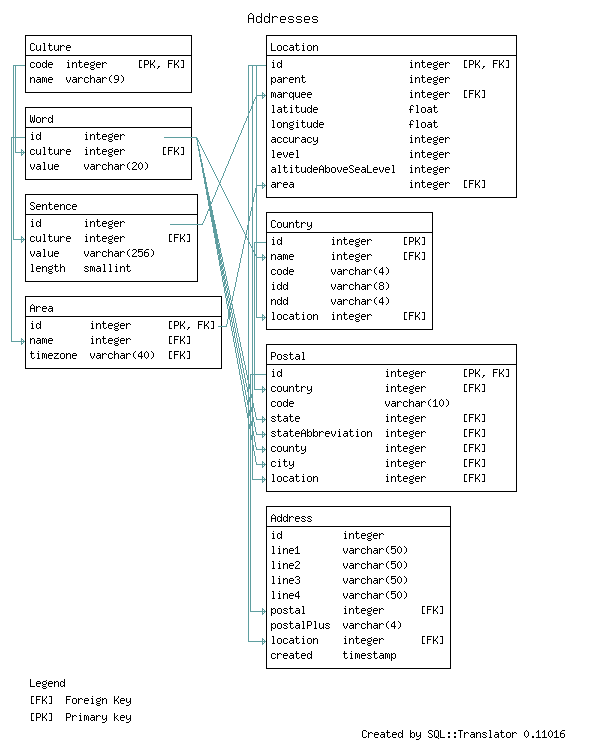 Addresses
Culture
code integer [PK, FK]
name varchar(9)
Word
id integer
culture integer [FK]
value varchar(20)
Sentence
id integer
culture integer [FK]
value varchar(256)
length smallint
Area
id integer [PK, FK]
name integer [FK]
timezone varchar(40) [FK]
Location
id integer [PK, FK]
parent integer
marquee integer [FK]
latitude float
longitude float
accuracy integer
level integer
altitudeAboveSeaLevel integer
area integer [FK]
Country
id integer [PK]
name integer [FK]
code varchar(4)
idd varchar(8)
ndd varchar(4)
location integer [FK]
Postal
id integer [PK, FK]
country integer [FK]
code varchar(10)
state integer [FK]
stateAbbreviation integer [FK]
county integer [FK]
city integer [FK]
location integer [FK]
Address
id integer
line1 varchar(50)
line2 varchar(50)
line3 varchar(50)
line4 varchar(50)
postal integer [FK]
postalPlus varchar(4)
location integer [FK]
created timestamp
Legend
[FK] Foreign Key
[PK] Primary key
Created by SQL::Translator 0.11016